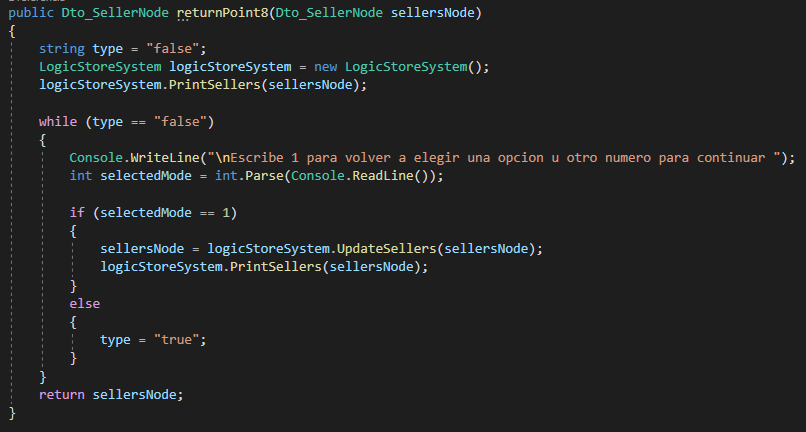 public Dto_SellerNode returnPoint8(Dto_SellerNode sellersNode)
{
string type = "false";
LogicStoreSystem logicStoreSystem = new LogicStoreSystem();
logicStoreSystem.PrintSellers(sellersNode);
while (type == "false")
{
Console.WriteLine("\nEscribe 1 para volver a elegir una opcion u otro numero para continuar ");
int selectedMode = int.Parse(Console.ReadLine());
if (selectedMode == 1)
{
sellersNode = logicStoreSystem.UpdateSellers(sellersNode);
logicStoreSystem.PrintSellers(sellersNode);
}
else
{
type = "true";
}
}
return sellersNode;
}